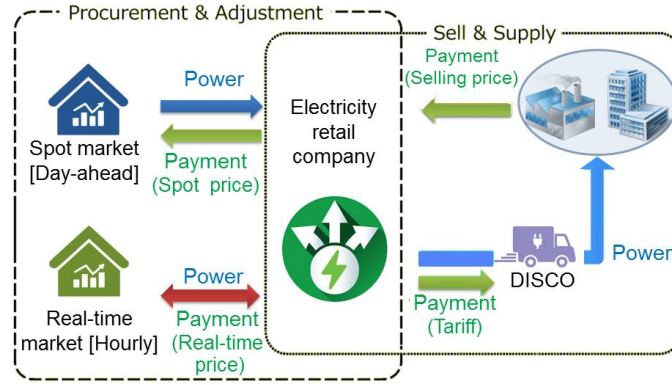 Procurement & Adjustment
Sell & Supply
Power
Spot market
[Day-ahead]
Payment
(Spot price)
Electricity
retail
company
Payment
(Selling price)
Real-time
market [Hourly]
Power
Payment
(Real-time
price)
DISCO
Payment
(Tariff)
Power